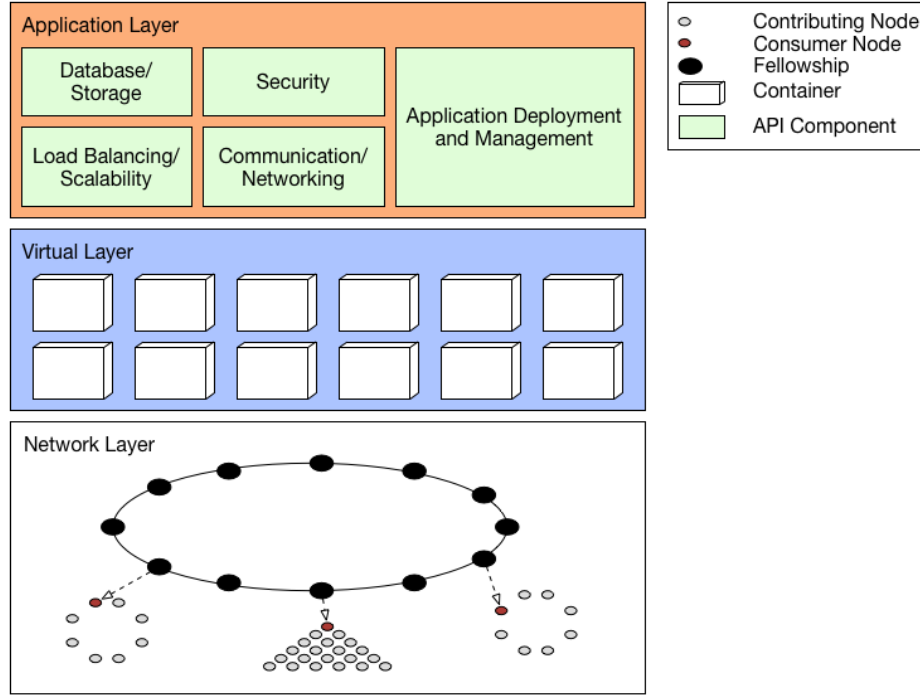 Application Layer
Database/
Storage
Security
Application Deployment
and Management
Load Balancing/
Scalability
Communication/
Networking
Virtual Layer
Network Layer
Contributing Node
Consumer Node
Fellowship
Container
API Component